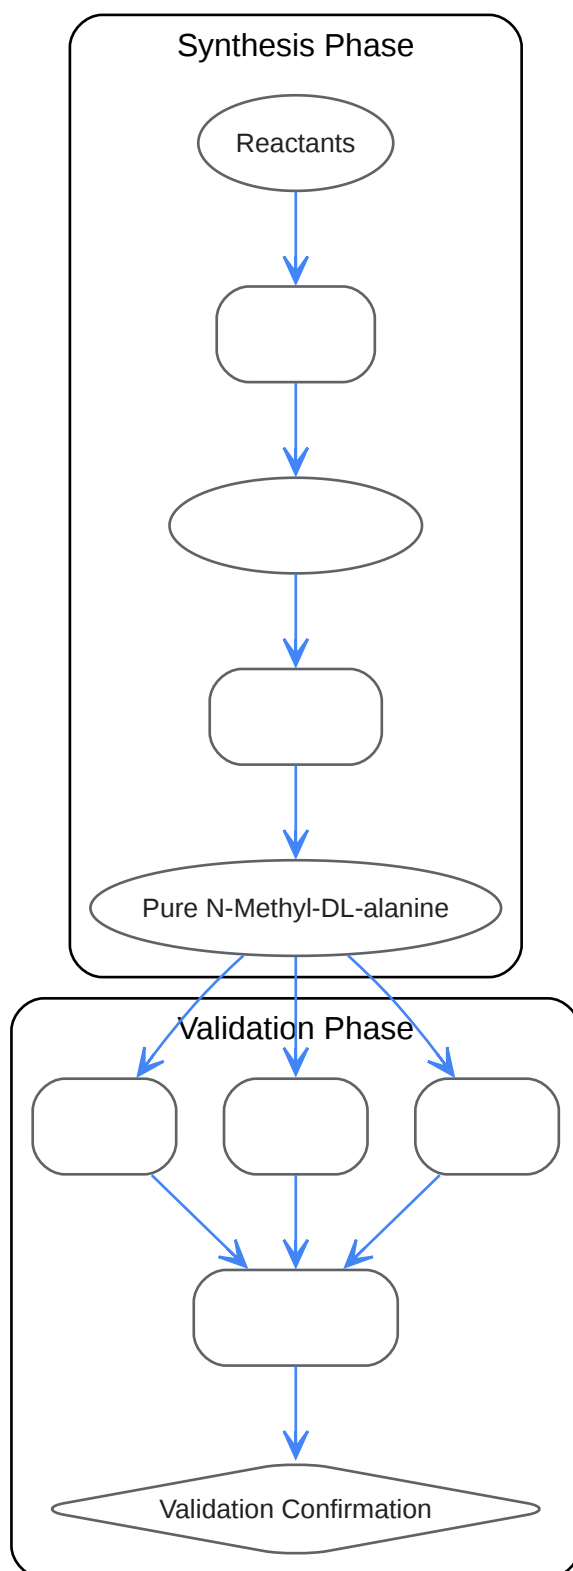 Synthesis Phase
Reactants
Pure N-Methyl-DL-alanine
Validation Phase
Validation Confirmation